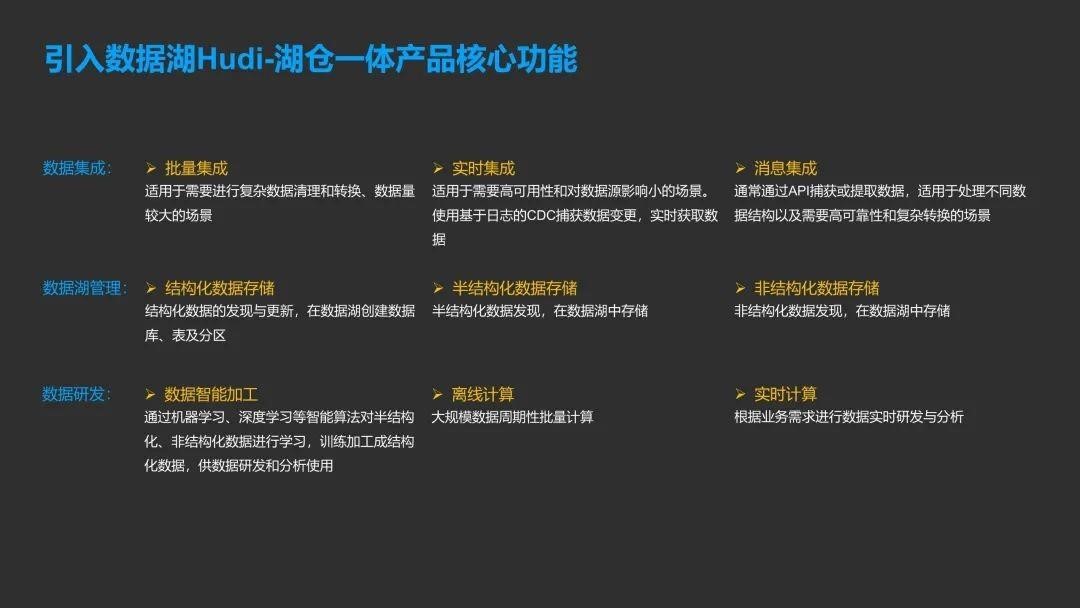 引入数据湖Hudi-湖仓一体产品核心功能
数据集成：
➢ 批量集成
适用于需要进行复杂数据清理和转换、数据量
较大的场景
➢ 实时集成
适用于需要高可用性和对数据源影响小的场景。
使用基于日志的CDC捕获数据变更，实时获取数
据
➢ 消息集成
通常通过API捕获或提取数据，适用于处理不同数
据结构以及需要高可靠性和复杂转换的场景
数据湖管理：
➢ 结构化数据存储
结构化数据的发现与更新，在数据湖创建数据
库、表及分区
➢ 半结构化数据存储
半结构化数据发现，在数据湖中存储
➢ 非结构化数据存储
非结构化数据发现，在数据湖中存储
数据研发：
➢ 数据智能加工
通过机器学习、深度学习等智能算法对半结构
化、非结构化数据进行学习，训练加工成结构
化数据，供数据研发和分析使用
➢ 离线计算
大规模数据周期性批量计算
➢ 实时计算
根据业务需求进行数据实时研发与分析